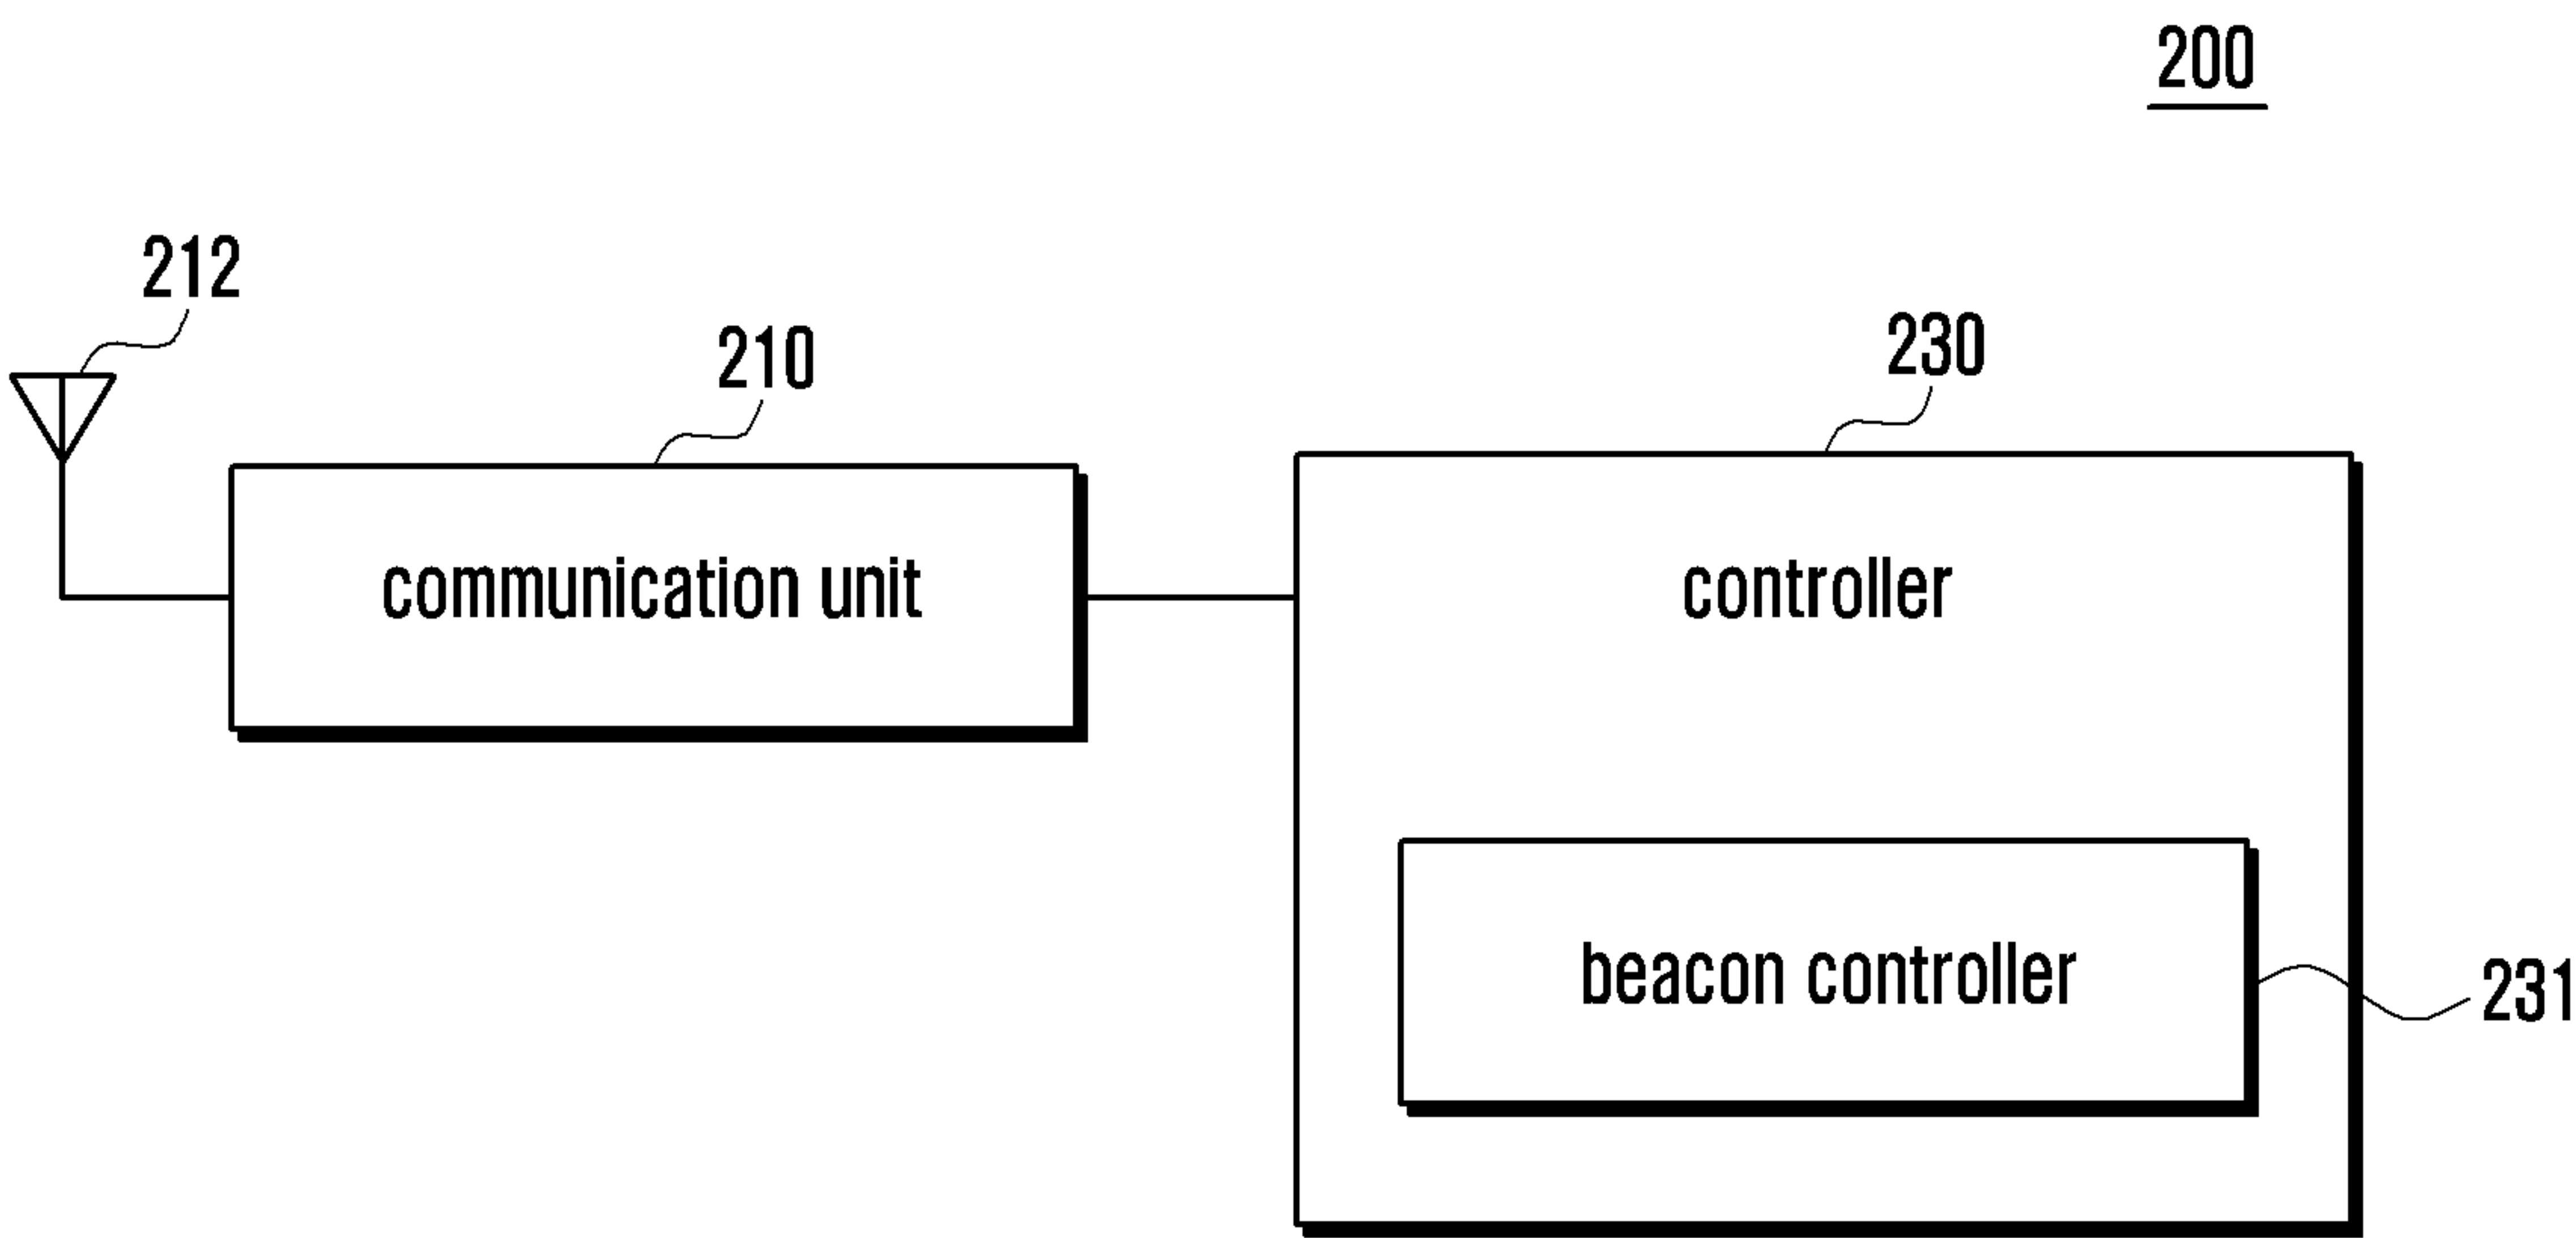 200
212
210
230
communication unit
controller
beacon controller
231